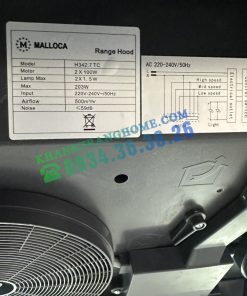 M MALLOCA
Range Hood
Model H342.7 TC
Motor 2 X 100W
Lamp Max 2 X 1.5W
Max 203W
Input 220V-240V~/50Hz
Airflow 500m³/hr
Noise ≤59dB
AC 220-240V/50Hz
High speed
Mid speed
Low speed
Light
KHANGTRANGHOME.COM
0934.36.38.26